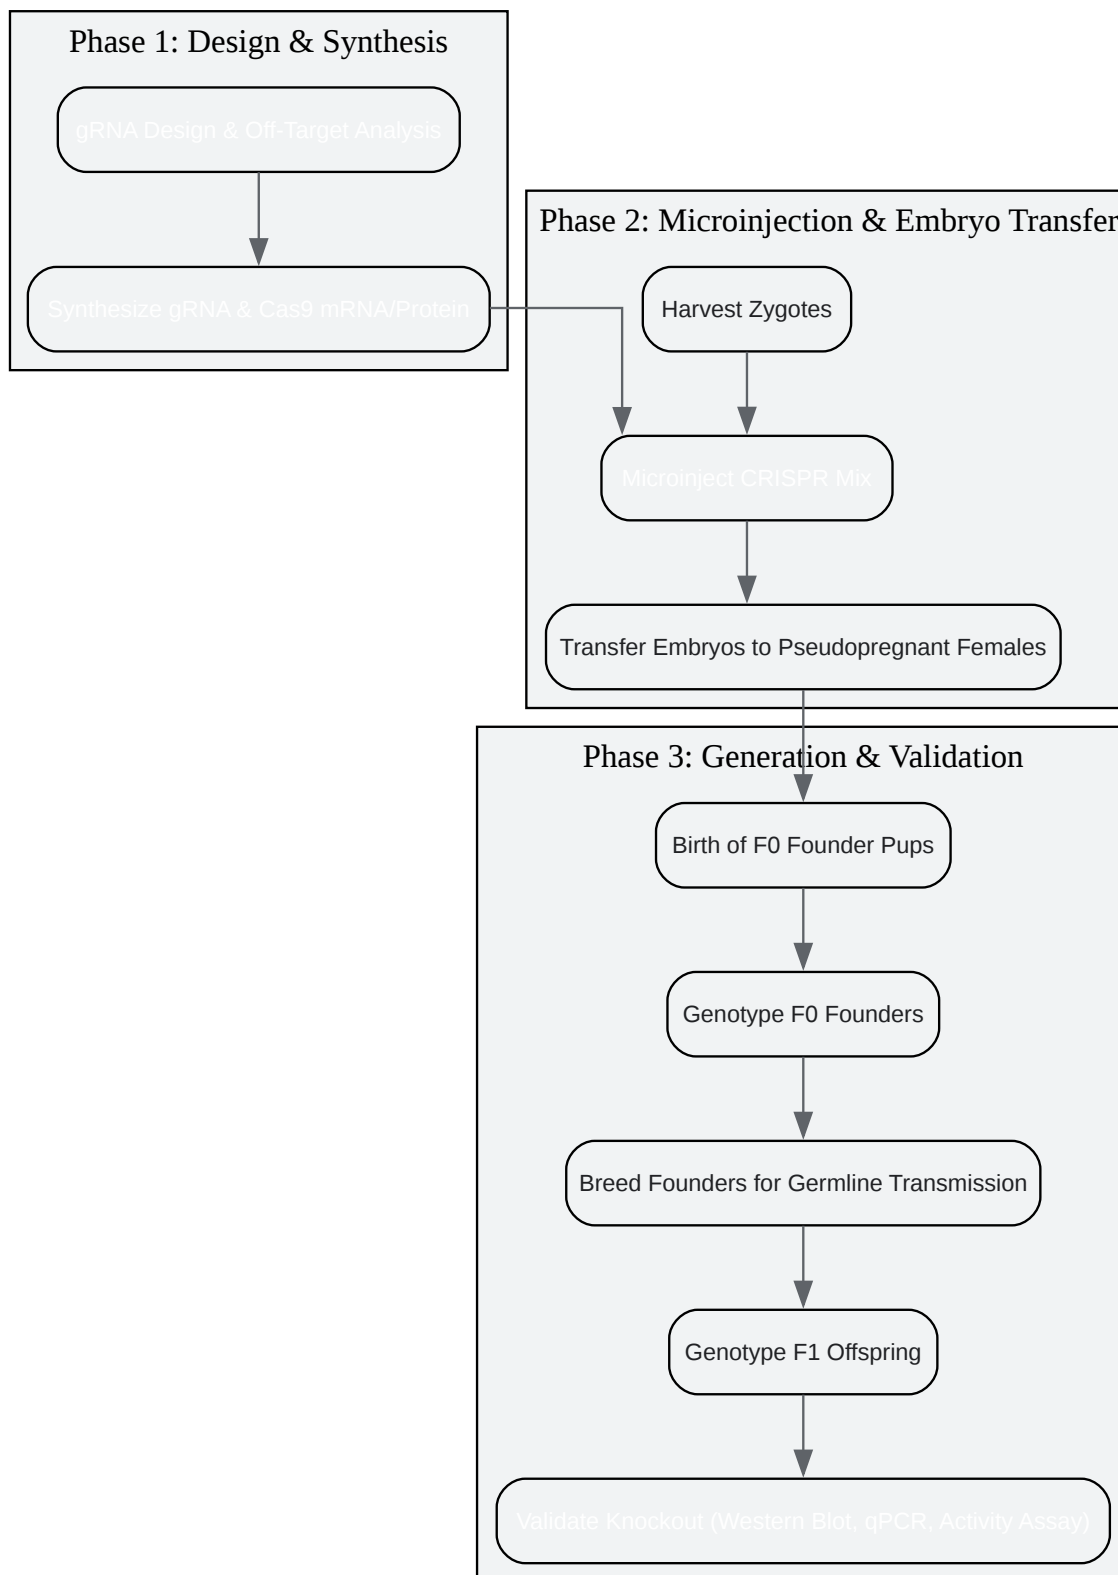 Phase 1: Design & Synthesis
gRNA Design & Off-Target Analysis
Synthesize gRNA & Cas9 mRNA/Protein
Phase 2: Microinjection & Embryo Transfer
Harvest Zygotes
Microinject CRISPR Mix
Transfer Embryos to Pseudopregnant Females
Phase 3: Generation & Validation
Birth of F0 Founder Pups
Genotype F0 Founders
Breed Founders for Germline Transmission
Genotype F1 Offspring
Validate Knockout (Western Blot, qPCR, Activity Assay)